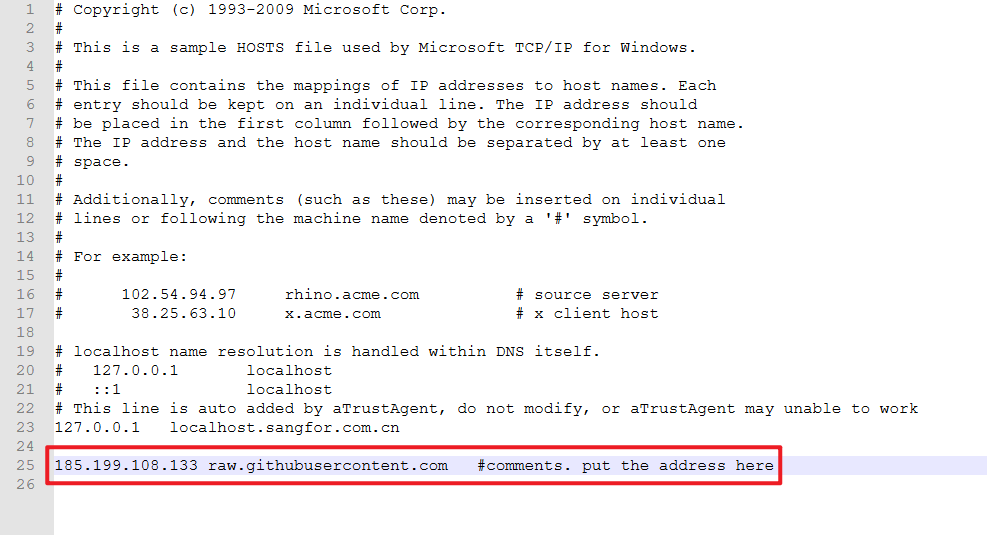 1 # Copyright (c) 1993-2009 Microsoft Corp.
2 #
3 # This is a sample HOSTS file used by Microsoft TCP/IP for Windows.
4 #
5 # This file contains the mappings of IP addresses to host names. Each
6 # entry should be kept on an individual line. The IP address should
7 # be placed in the first column followed by the corresponding host name.
8 # The IP address and the host name should be separated by at least one
9 # space.
10 #
11 # Additionally, comments (such as these) may be inserted on individual
12 # lines or following the machine name denoted by a '#' symbol.
13 #
14 # For example:
15 #
16 #      102.54.94.97     rhino.acme.com          # source server
17 #       38.25.63.10     x.acme.com              # x client host
18
19 # localhost name resolution is handled within DNS itself.
20 #   127.0.0.1       localhost
21 #   ::1             localhost
22 # This line is auto added by aTrustAgent, do not modify, or aTrustAgent may unable to work
23 127.0.0.1   localhost.sangfor.com.cn
24
25 185.199.108.133 raw.githubusercontent.com   #comments. put the address here
26